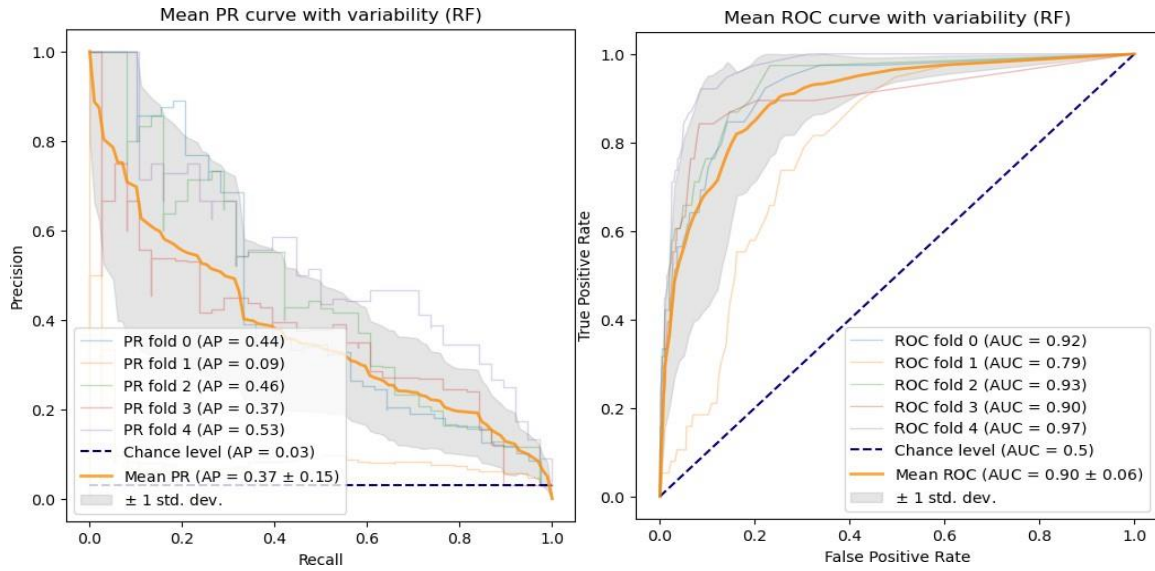 Mean PR curve with variability (RF)
1.0
0.8
0.6
0.4
0.2
0.0
Precision
PR fold 0 (AP = 0.44)
PR fold 1 (AP = 0.09)
PR fold 2 (AP = 0.46)
PR fold 3 (AP = 0.37)
PR fold 4 (AP = 0.53)
Chance level (AP = 0.03)
Mean PR (AP = 0.37 ± 0.15)
± 1 std. dev.
0.0 0.2 0.4 0.6 0.8 1.0
Recall
Mean ROC curve with variability (RF)
1.0
0.8
0.6
0.4
0.2
0.0
True Positive Rate
ROC fold 0 (AUC = 0.92)
ROC fold 1 (AUC = 0.79)
ROC fold 2 (AUC = 0.93)
ROC fold 3 (AUC = 0.90)
ROC fold 4 (AUC = 0.97)
Chance level (AUC = 0.5)
Mean ROC (AUC = 0.90 ± 0.06)
± 1 std. dev.
0.0 0.2 0.4 0.6 0.8 1.0
False Positive Rate